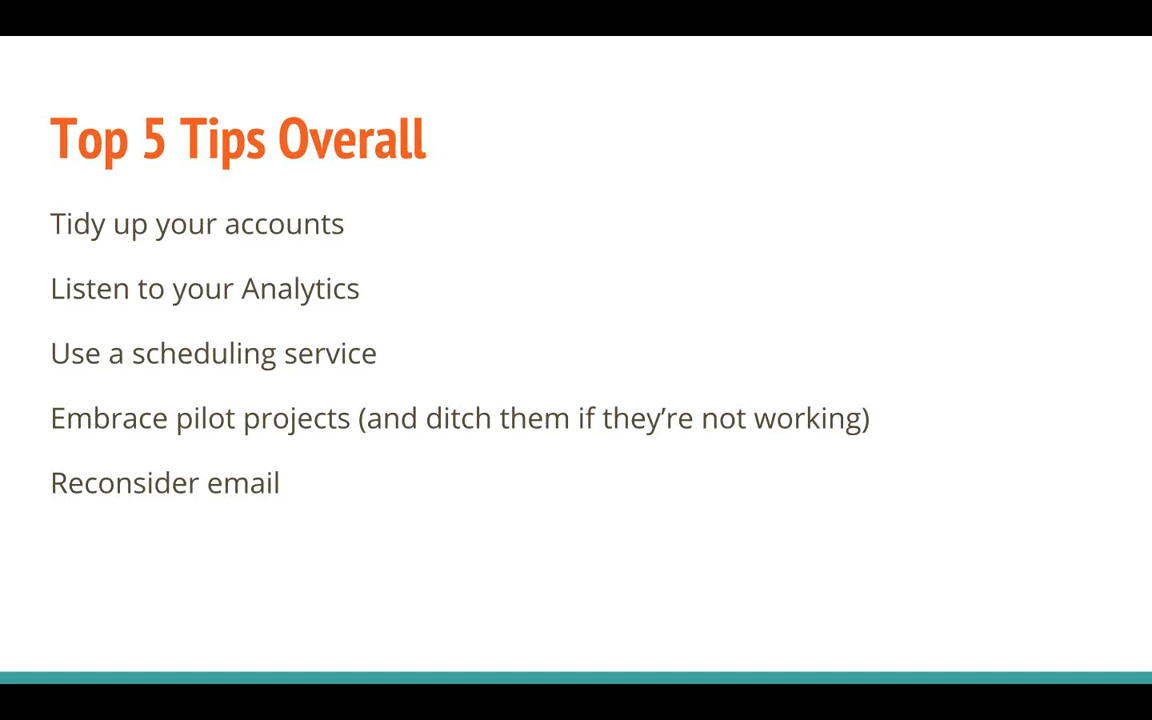 Top 5 Tips Overall
Tidy up your accounts
Listen to your Analytics
Use a scheduling service
Embrace pilot projects (and ditch them if they’re not working)
Reconsider email